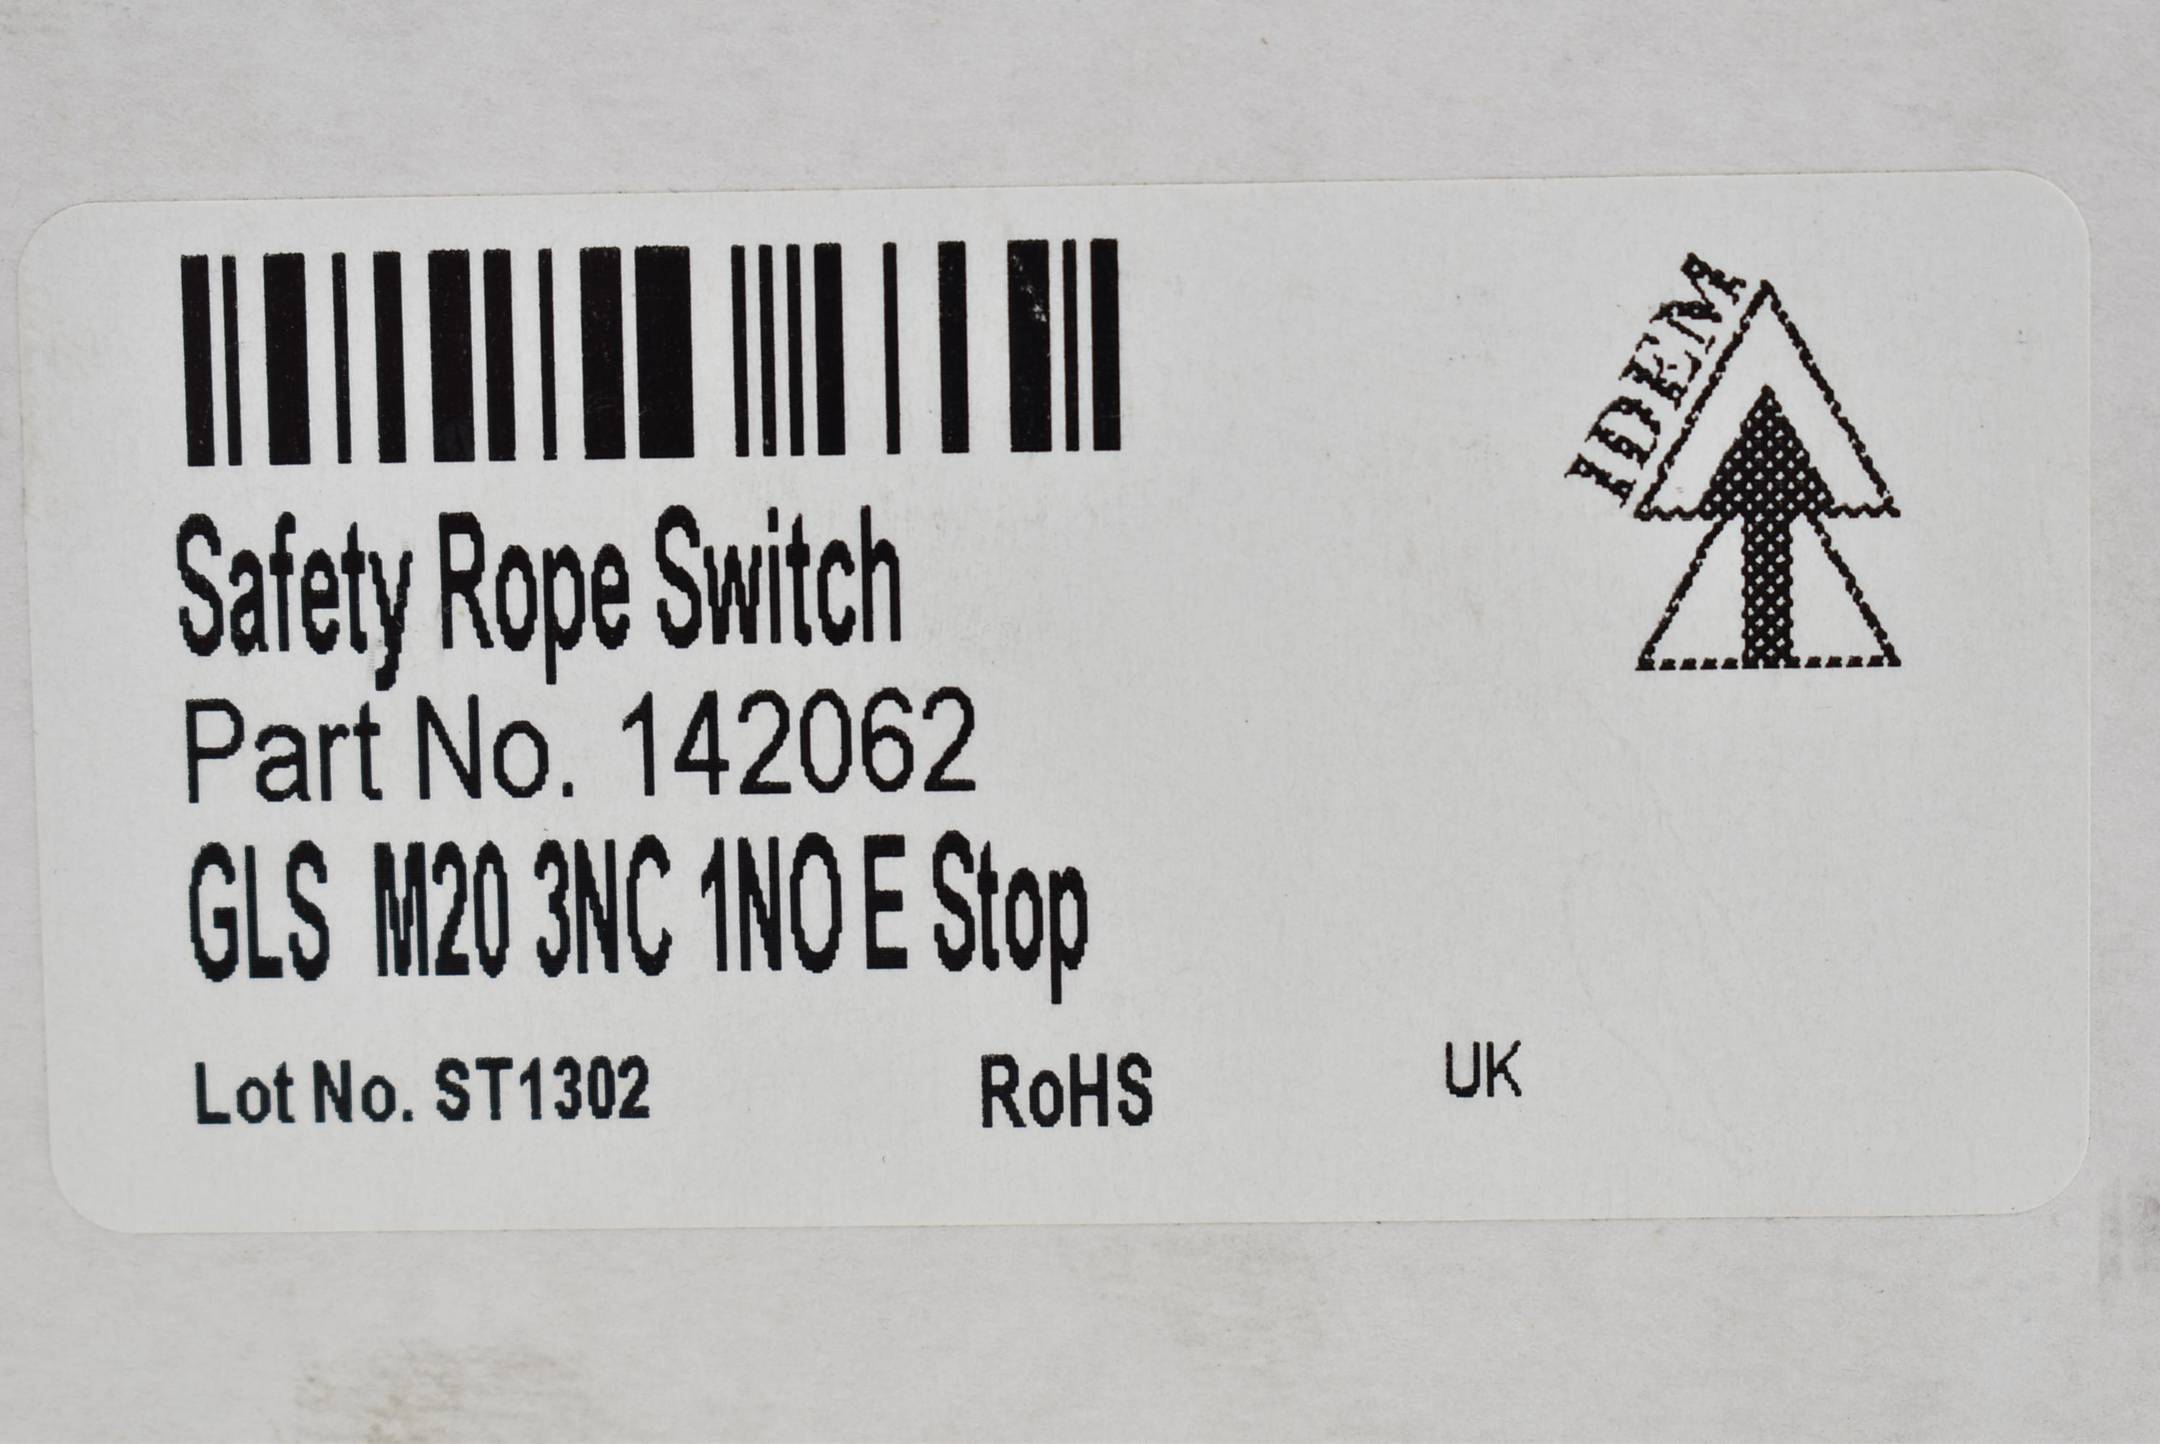 IDEM
Safety Rope Switch
Part No. 142062
GLS M20 3NC 1NO E Stop
Lot No. ST1302 RoHS UK